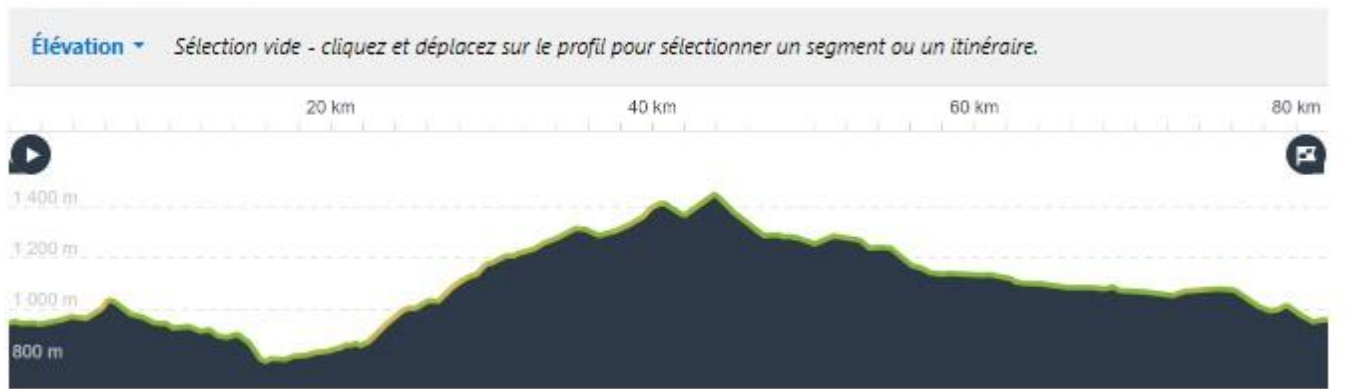 Élévation Sélection vide - cliquez et déplacez sur le profil pour sélectionner un segment ou un itinéraire.
20 km 40 km 60 km 80 km
1 400 m
1 200 m
1 000 m
800 m